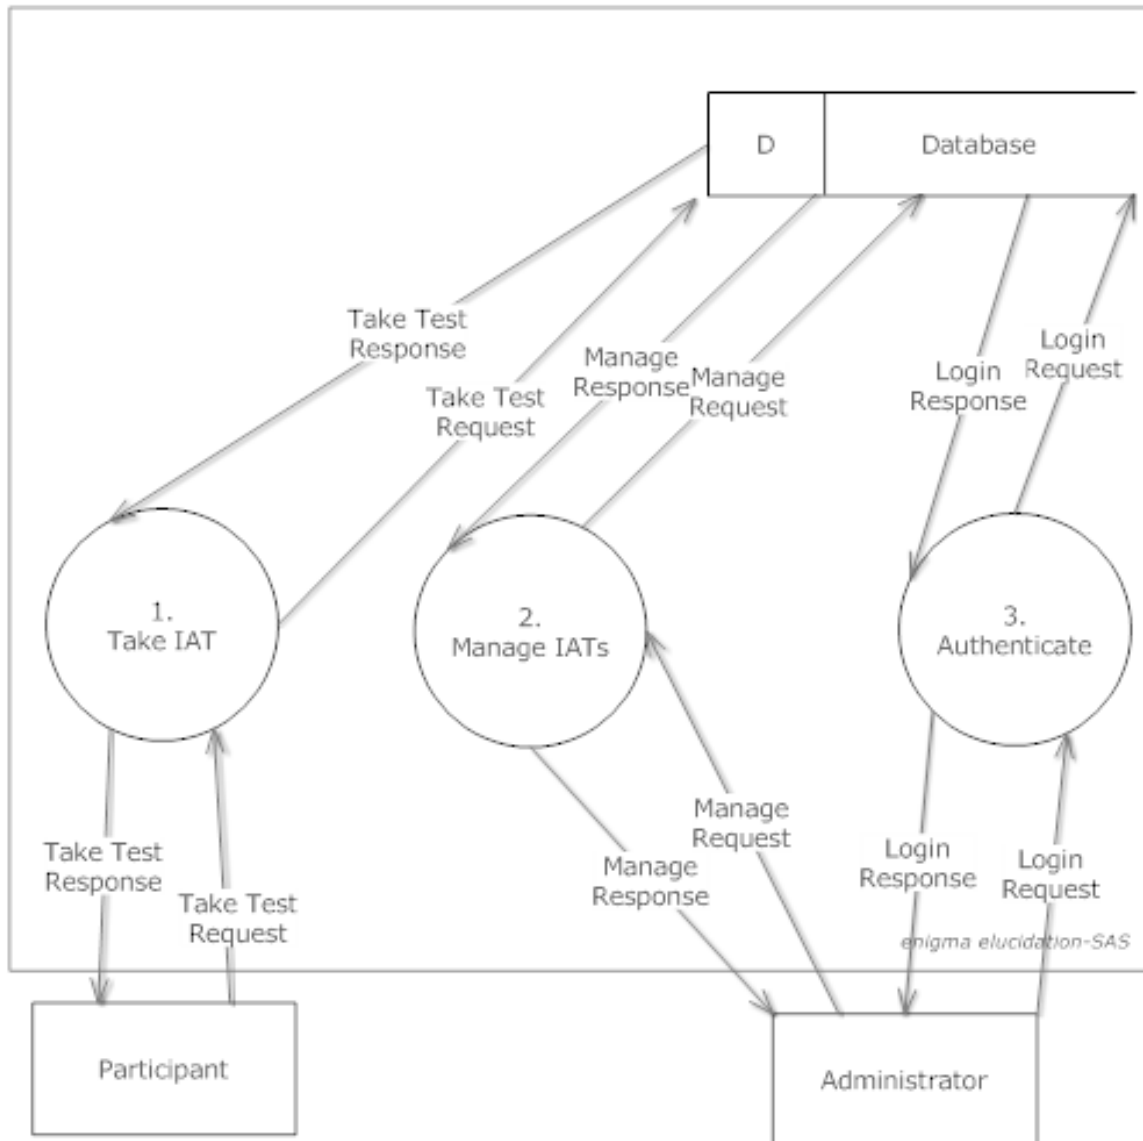 D
Database
Take Test
Response
Take Test
Request
Manage
Response
Manage
Request
Login
Response
Login
Request
1.
Take IAT
2.
Manage IATs
3.
Authenticate
Take Test
Response
Take Test
Request
Manage
Response
Manage
Request
Login
Response
Login
Request
enigma elucidation-SAS
Participant
Administrator